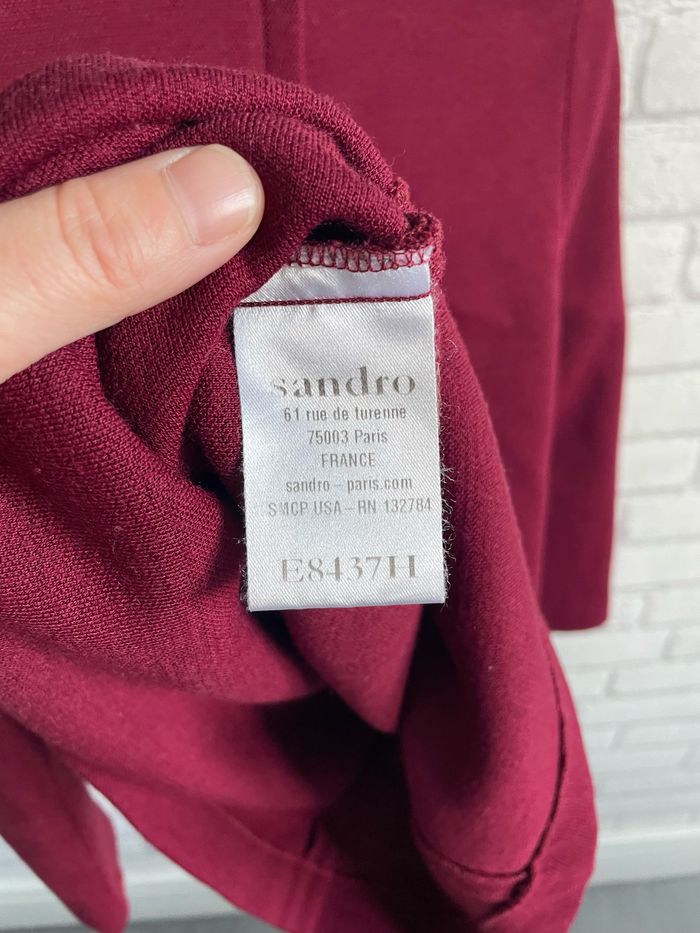 sandro
61 rue de turenne
75003 Paris
FRANCE
sandro – paris.com
SMCP USA – RN 132784
E8437H